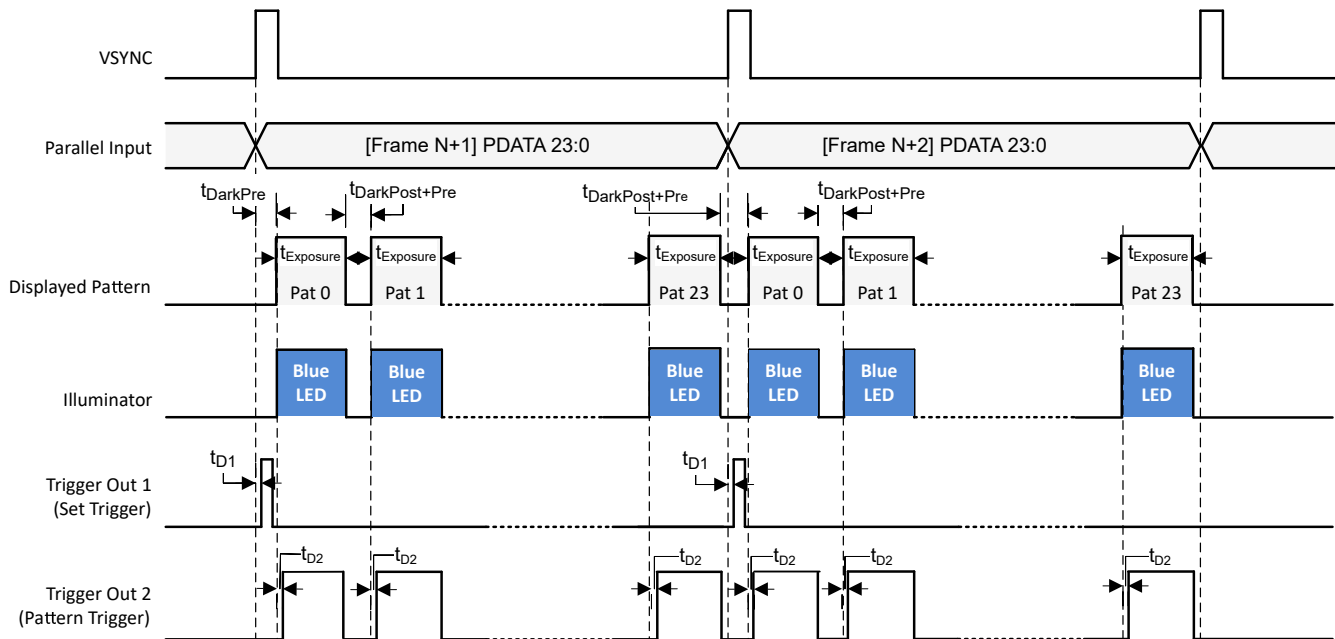 VSYNC
Parallel Input
[Frame N+1] PDATA 23:0
[Frame N+2] PDATA 23:0
tDarkPre
tDarkPost+Pre
tDarkPost+Pre
tDarkPost+Pre
Displayed Pattern
tExposure
Pat 0
tExposure
Pat 1
tExposure
Pat 23
tExposure
Pat 0
tExposure
Pat 1
tExposure
Pat 23
Illuminator
Blue
LED
Blue
LED
Blue
LED
Blue
LED
Blue
LED
Blue
LED
tD1
tD1
Trigger Out 1
(Set Trigger)
tD2
tD2
tD2
tD2
tD2
tD2
Trigger Out 2
(Pattern Trigger)